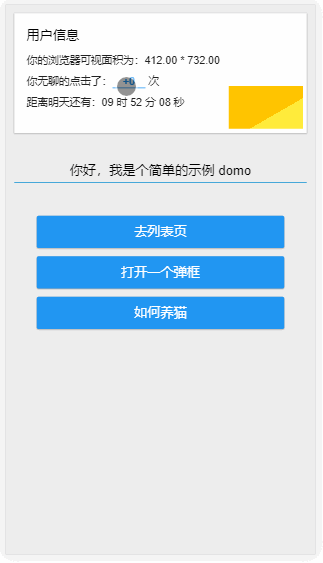 用户信息
你的浏览器可视面积为：412.00 * 732.00
你无聊的点击了： 次
距离明天还有：09 时 52 分 08 秒
你好，我是个简单的示例 domo
去列表页
打开一个弹框
如何养猫